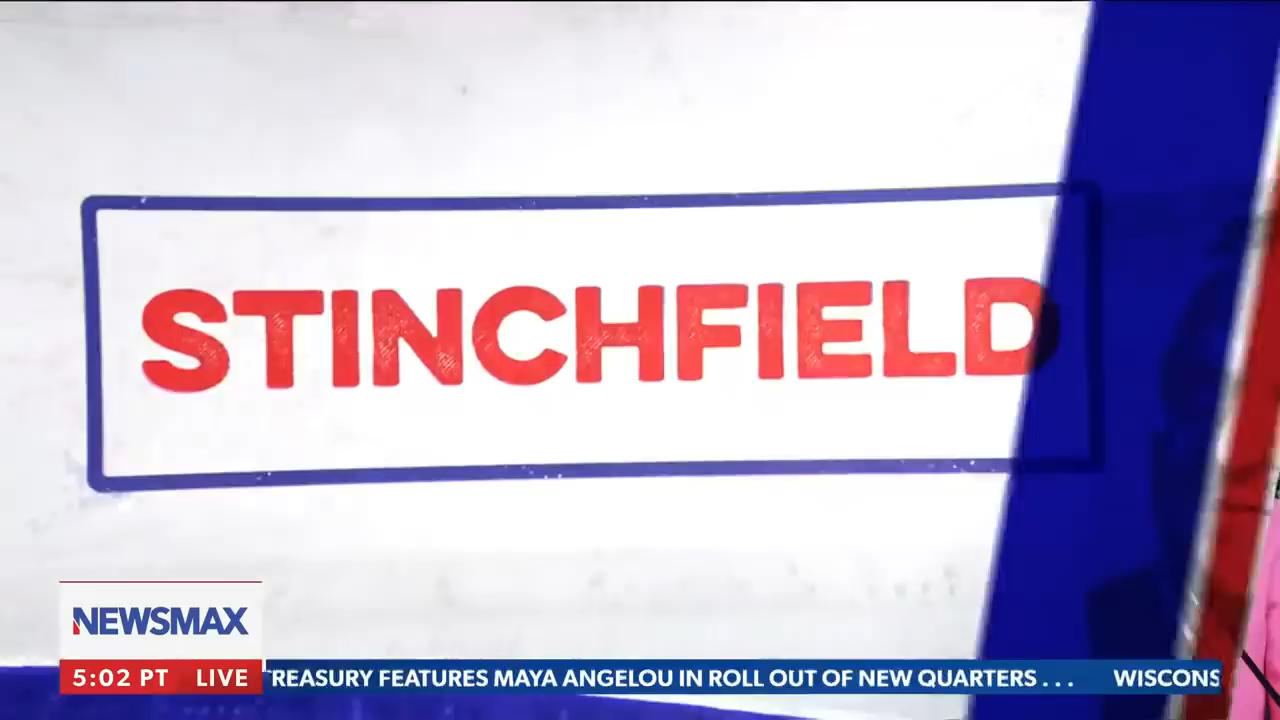 STINCHFIELD
NEWSMAX
5:02 PT LIVE
TREASURY FEATURES MAYA ANGELOU IN ROLL OUT OF NEW QUARTERS . . . WISCONS